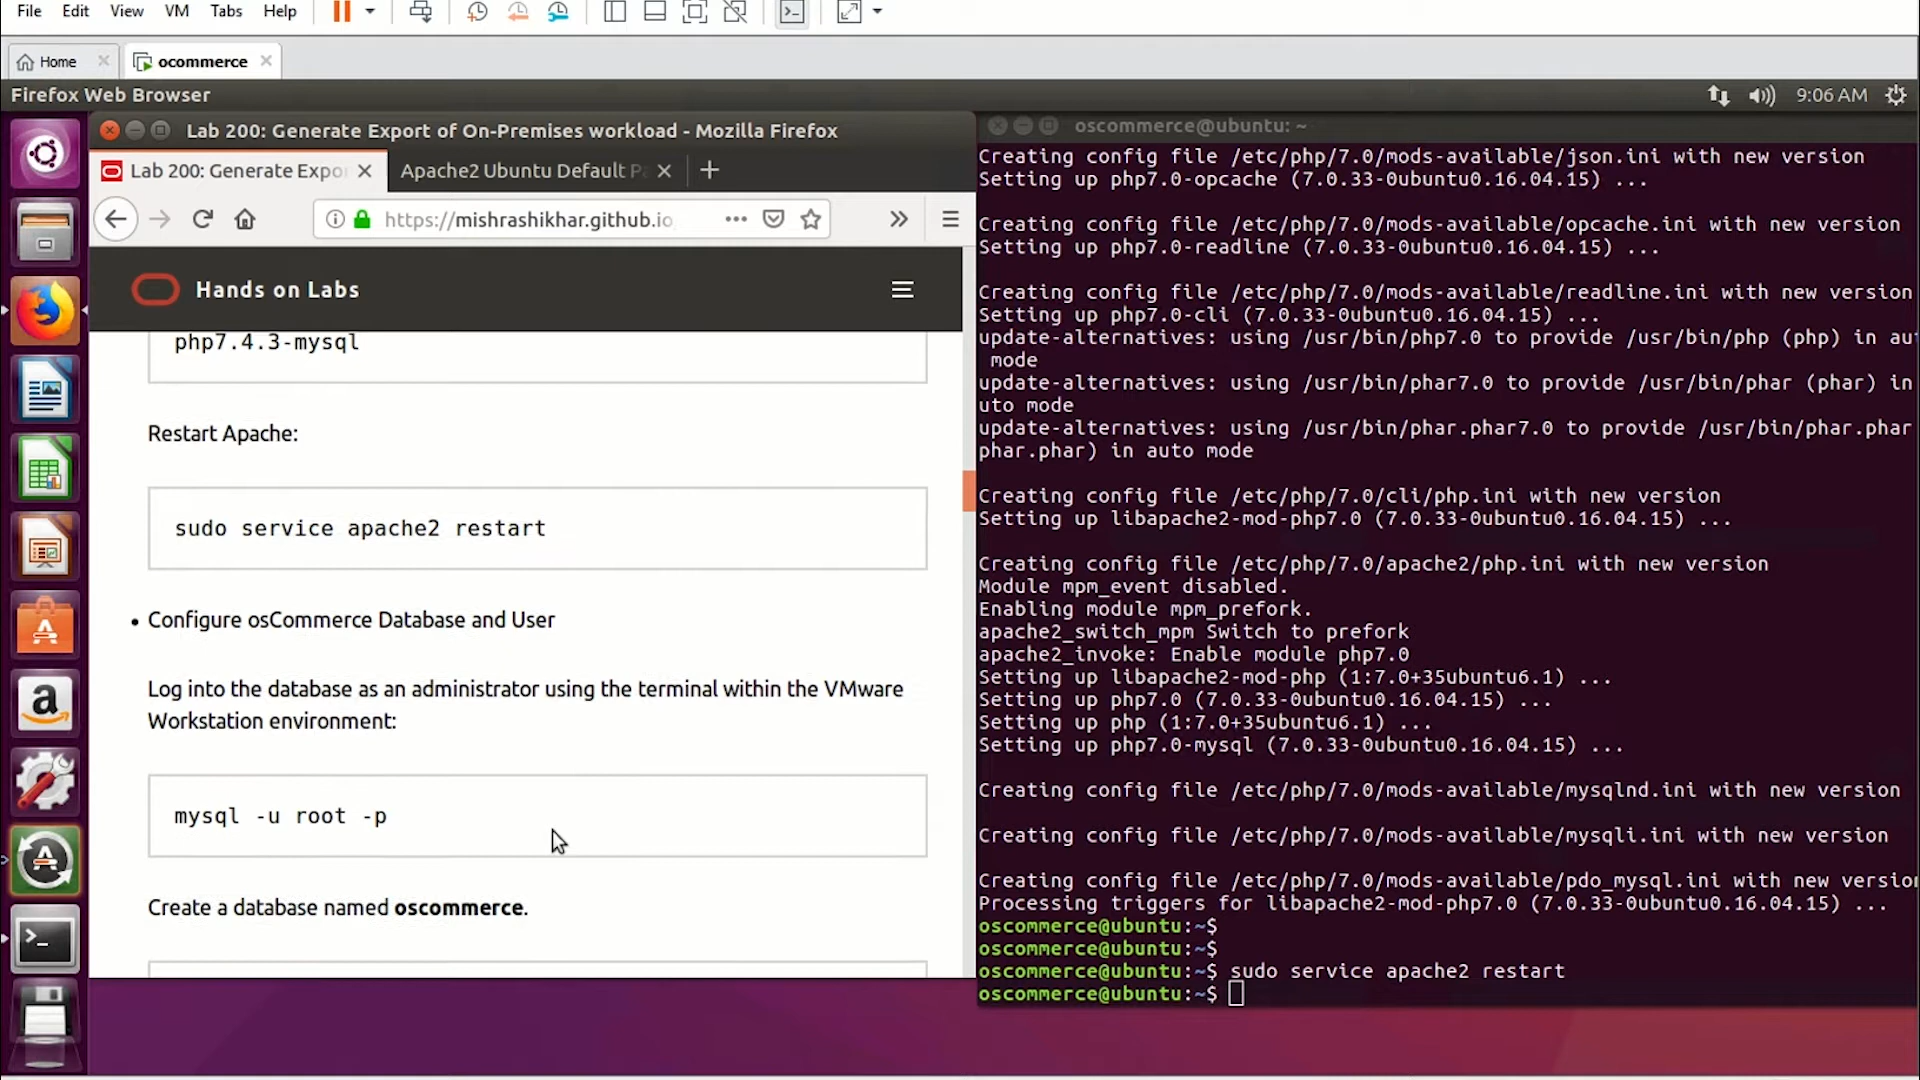 File Edit View VM Tabs Help
Home ocommerce
Firefox Web Browser 9:06 AM
Lab 200: Generate Export of On-Premises workload - Mozilla Firefox
Lab 200: Generate Expo Apache2 Ubuntu Default P
https://mishrashikhar.github.io
Hands on Labs
php7.4.3-mysql
Restart Apache:
sudo service apache2 restart
• Configure osCommerce Database and User
Log into the database as an administrator using the terminal within the VMware
Workstation environment:
mysql -u root -p
Create a database named oscommerce.
oscommerce@ubuntu: ~
Creating config file /etc/php/7.0/mods-available/json.ini with new version
Setting up php7.0-opcache (7.0.33-0ubuntu0.16.04.15) ...
Creating config file /etc/php/7.0/mods-available/opcache.ini with new version
Setting up php7.0-readline (7.0.33-0ubuntu0.16.04.15) ...
Creating config file /etc/php/7.0/mods-available/readline.ini with new version
Setting up php7.0-cli (7.0.33-0ubuntu0.16.04.15) ...
update-alternatives: using /usr/bin/php7.0 to provide /usr/bin/php (php) in aut
mode
update-alternatives: using /usr/bin/phar7.0 to provide /usr/bin/phar (phar) in
uto mode
update-alternatives: using /usr/bin/phar.phar7.0 to provide /usr/bin/phar.phar
phar.phar) in auto mode
Creating config file /etc/php/7.0/cli/php.ini with new version
Setting up libapache2-mod-php7.0 (7.0.33-0ubuntu0.16.04.15) ...
Creating config file /etc/php/7.0/apache2/php.ini with new version
Module mpm_event disabled.
Enabling module mpm_prefork.
apache2_switch_mpm Switch to prefork
apache2_invoke: Enable module php7.0
Setting up libapache2-mod-php (1:7.0+35ubuntu6.1) ...
Setting up php7.0 (7.0.33-0ubuntu0.16.04.15) ...
Setting up php (1:7.0+35ubuntu6.1) ...
Setting up php7.0-mysql (7.0.33-0ubuntu0.16.04.15) ...
Creating config file /etc/php/7.0/mods-available/mysqlnd.ini with new version
Creating config file /etc/php/7.0/mods-available/mysqli.ini with new version
Creating config file /etc/php/7.0/mods-available/pdo_mysql.ini with new version
Processing triggers for libapache2-mod-php7.0 (7.0.33-0ubuntu0.16.04.15) ...
oscommerce@ubuntu:~$
oscommerce@ubuntu:~$
oscommerce@ubuntu:~$ sudo service apache2 restart
oscommerce@ubuntu:~$